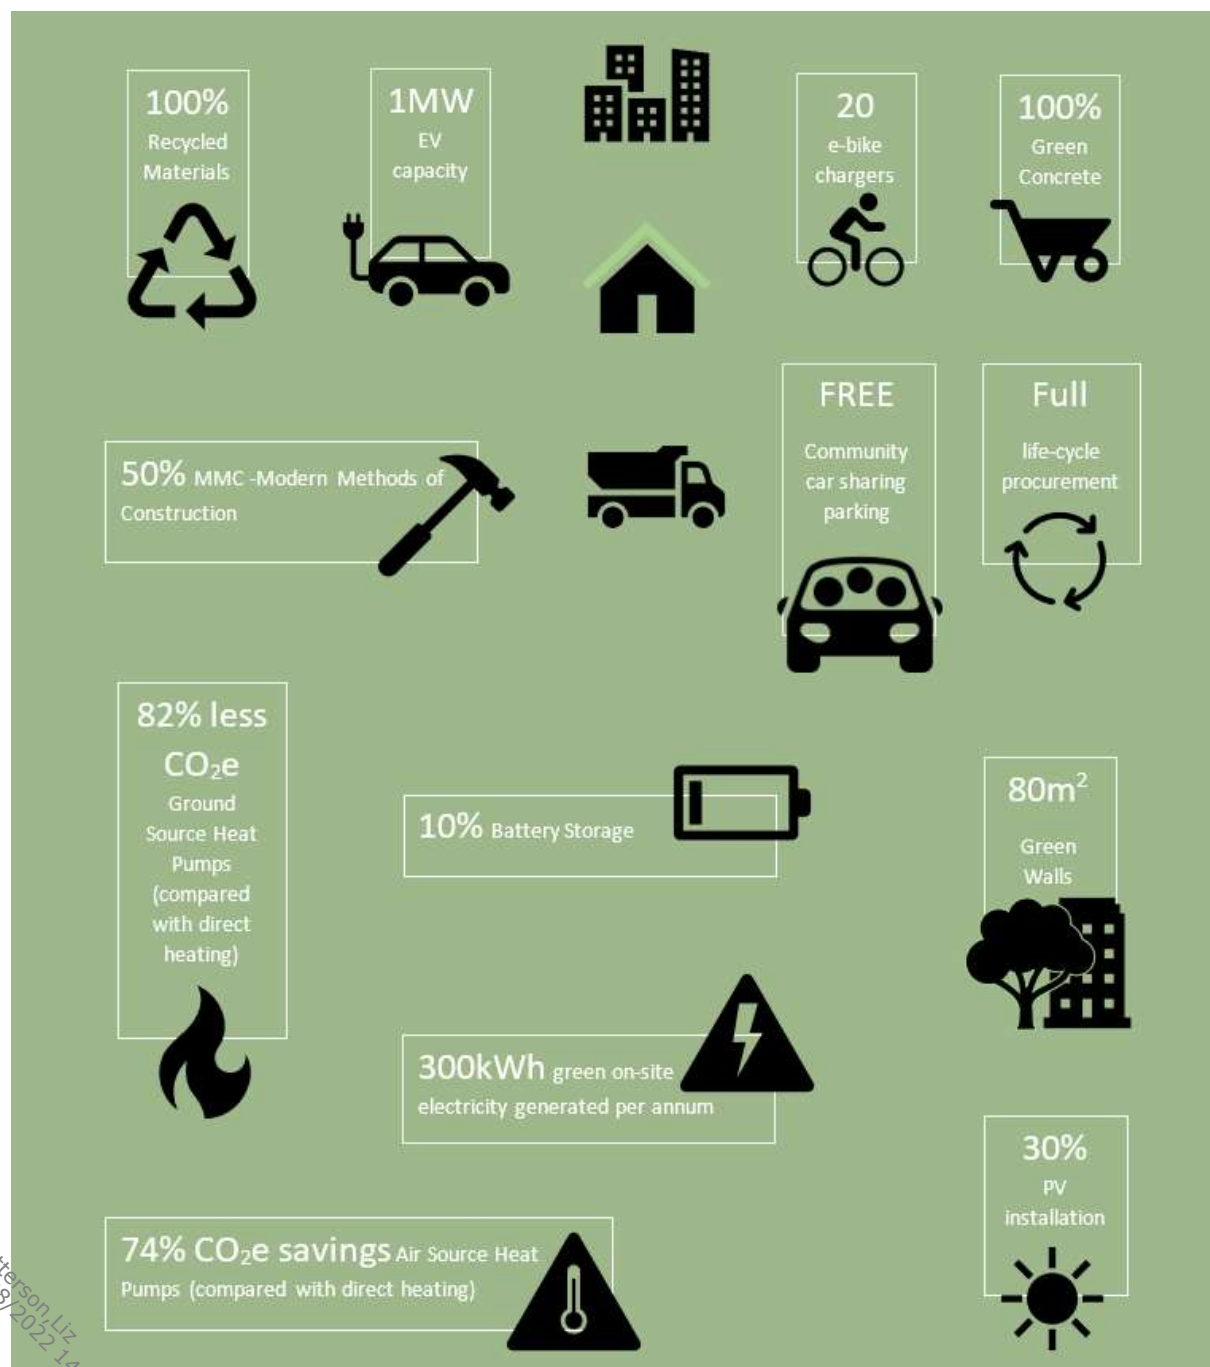 100%
Recycled
Materials
1MW
EV
capacity
20
e-bike
chargers
100%
Green
Concrete
50% MMC -Modern Methods of
Construction
FREE
Community
car sharing
parking
Full
life-cycle
procurement
82% less
CO₂e
Ground
Source Heat
Pumps
(compared
with direct
heating)
10% Battery Storage
80m²
Green
Walls
300kWh green on-site
electricity generated per annum
30%
PV
installation
74% CO₂e savings Air Source Heat
Pumps (compared with direct heating)
Liz